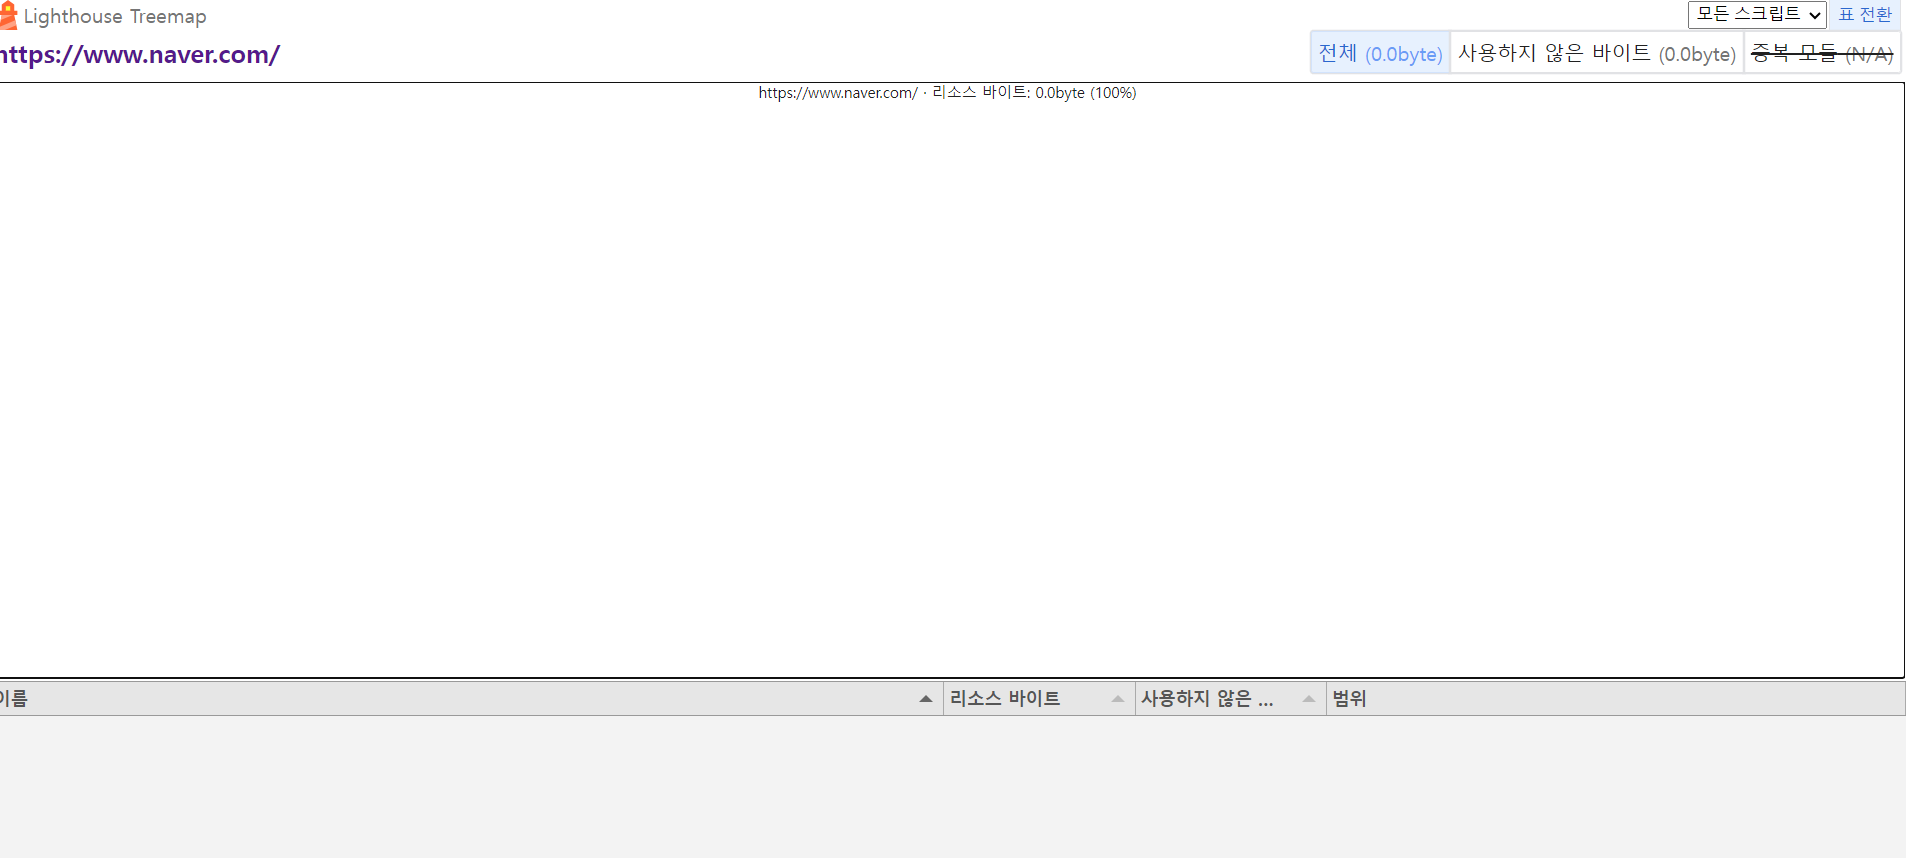 Lighthouse Treemap
모든 스크립트
표 전환
https://www.naver.com/
전체 (0.0byte)
사용하지 않은 바이트 (0.0byte)
중복 모듈 (N/A)
https://www.naver.com/ · 리소스 바이트: 0.0byte (100%)
이름
리소스 바이트
사용하지 않은 ...
범위